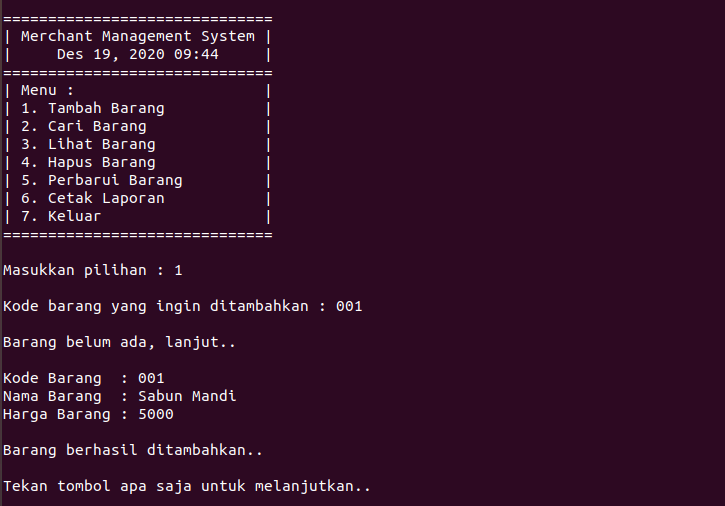 ==============================
| Merchant Management System |
|     Des 19, 2020 09:44     |
==============================
| Menu :                     |
| 1. Tambah Barang           |
| 2. Cari Barang             |
| 3. Lihat Barang            |
| 4. Hapus Barang            |
| 5. Perbarui Barang         |
| 6. Cetak Laporan           |
| 7. Keluar                  |
==============================
Masukkan pilihan : 1
Kode barang yang ingin ditambahkan : 001
Barang belum ada, lanjut..
Kode Barang  : 001
Nama Barang  : Sabun Mandi
Harga Barang : 5000
Barang berhasil ditambahkan..
Tekan tombol apa saja untuk melanjutkan..